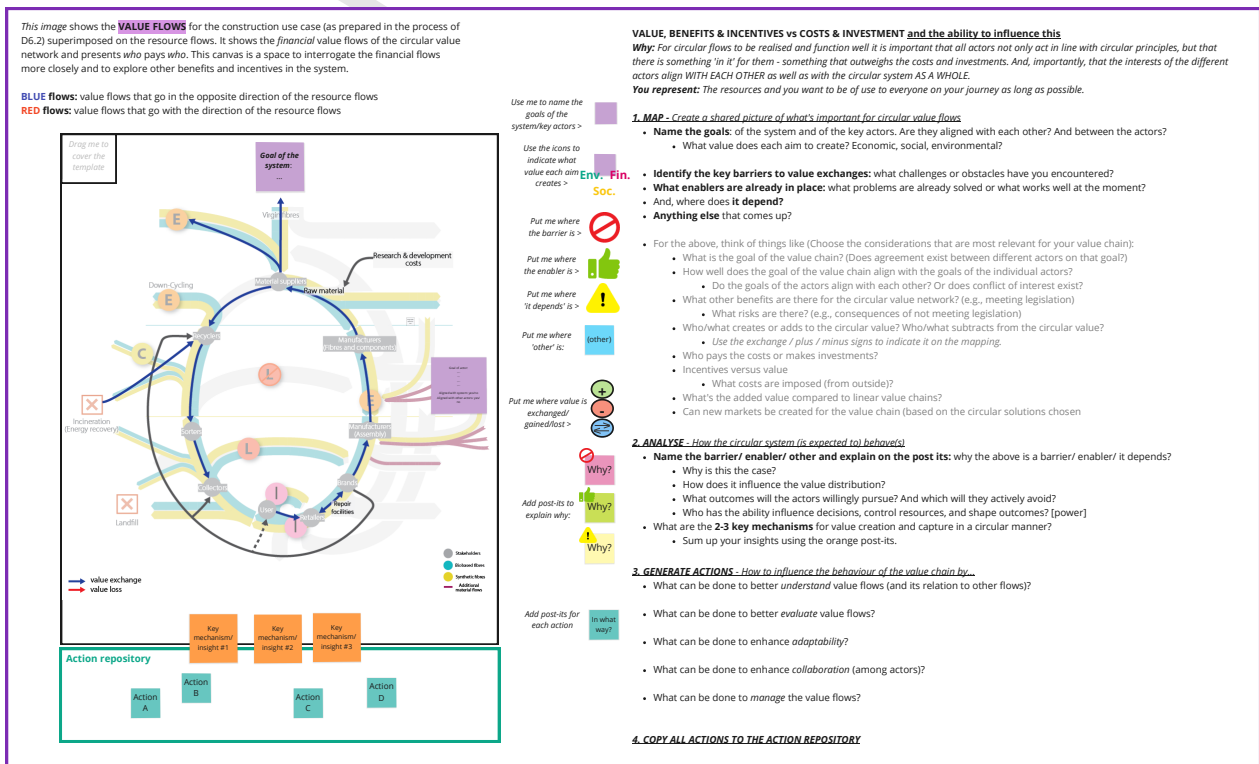 This image shows the VALUE FLOWS for the construction use case (as prepared in the process of
D6.2) superimposed on the resource flows. It shows the financial value flows of the circular value
network and presents who pays who. This canvas is a space to interrogate the financial flows
more closely and to explore other benefits and incentives in the system.
BLUE flows: value flows that go in the opposite direction of the resource flows
RED flows: value flows that go with the direction of the resource flows
Drag me to
cover the
template
Goal of the
system:
...
Virgin fibres
E
Research & development
costs
Material suppliers
Raw material
Down-Cycling
E
Recyclers
Manufacturers
(Fibres and components)
C
L
E
Incineration
(Energy recovery)
Sorters
Manufacturers
(Assembly)
L
Collectors
Brands
I
User
Repair
facilities
Retailers
I
Landfill
Stakeholders
Biobased fibres
Synthetic fibres
Additional
material flows
value exchange
value loss
Key
mechanism/
insight #1
Key
mechanism/
insight #2
Key
mechanism/
insight #3
Action repository
Action
A
Action
B
Action
C
Action
D
Use me to name the
goals of the
system/key actors >
Use the icons to
indicate what
value each aim
creates >
Env. Fin.
Soc.
Put me where
the barrier is >
Put me where
the enabler is >
Put me where
'it depends' is >
!
Put me where
'other' is:
(other)
Put me where value is
exchanged/
gained/lost >
+
-
Add post-its to
explain why:
Why?
Why?
!
Why?
Add post-its for
each action
In what
way?
VALUE, BENEFITS & INCENTIVES vs COSTS & INVESTMENT and the ability to influence this
Why: For circular flows to be realised and function well it is important that all actors not only act in line with circular principles, but that
there is something 'in it' for them - something that outweighs the costs and investments. And, importantly, that the interests of the different
actors align WITH EACH OTHER as well as with the circular system AS A WHOLE.
You represent: The resources and you want to be of use to everyone on your journey as long as possible.
1. MAP - Create a shared picture of what's important for circular value flows
• Name the goals: of the system and of the key actors. Are they aligned with each other? And between the actors?
• What value does each aim to create? Economic, social, environmental?
• Identify the key barriers to value exchanges: what challenges or obstacles have you encountered?
• What enablers are already in place: what problems are already solved or what works well at the moment?
• And, where does it depend?
• Anything else that comes up?
• For the above, think of things like (Choose the considerations that are most relevant for your value chain):
• What is the goal of the value chain? (Does agreement exist between different actors on that goal?)
• How well does the goal of the value chain align with the goals of the individual actors?
• Do the goals of the actors align with each other? Or does conflict of interest exist?
• What other benefits are there for the circular value network? (e.g., meeting legislation)
• What risks are there? (e.g., consequences of not meeting legislation)
• Who/what creates or adds to the circular value? Who/what subtracts from the circular value?
• Use the exchange / plus / minus signs to indicate it on the mapping.
• Who pays the costs or makes investments?
• Incentives versus value
• What costs are imposed (from outside)?
• What's the added value compared to linear value chains?
• Can new markets be created for the value chain (based on the circular solutions chosen
2. ANALYSE - How the circular system (is expected to) behave(s)
• Name the barrier/ enabler/ other and explain on the post its: why the above is a barrier/ enabler/ it depends?
• Why is this the case?
• How does it influence the value distribution?
• What outcomes will the actors willingly pursue? And which will they actively avoid?
• Who has the ability influence decisions, control resources, and shape outcomes? [power]
• What are the 2-3 key mechanisms for value creation and capture in a circular manner?
• Sum up your insights using the orange post-its.
3. GENERATE ACTIONS - How to influence the behaviour of the value chain by...
• What can be done to better understand value flows (and its relation to other flows)?
• What can be done to better evaluate value flows?
• What can be done to enhance adaptability?
• What can be done to enhance collaboration (among actors)?
• What can be done to manage the value flows?
4. COPY ALL ACTIONS TO THE ACTION REPOSITORY